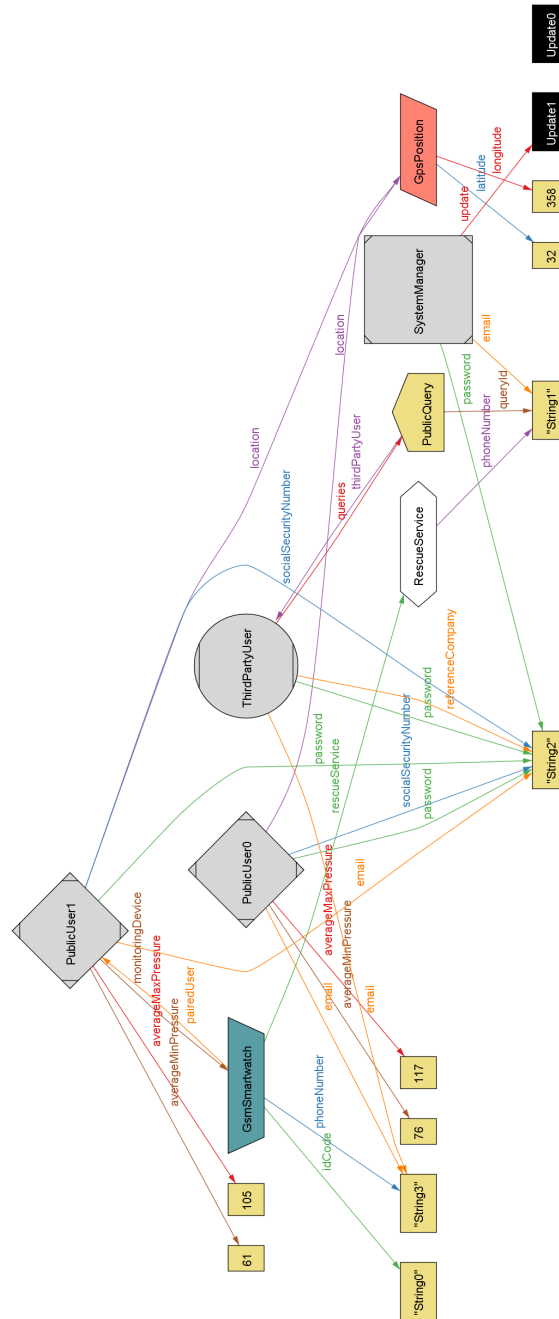 PublicUser1
monitoringDevice
pairedUser
averageMaxPressure
averageMinPressure
location
socialSecurityNumber
password
email
61
105
GsmSmartwatch
rescueService
phoneNumber
idCode
PublicUser0
location
averageMaxPressure
averageMinPressure
email
socialSecurityNumber
password
ThirdPartyUser
queries
thirdPartyUser
referenceCompany
password
email
"String0"
"String3"
76
117
RescueService
phoneNumber
PublicQuery
queryId
SystemManager
password
email
update
GpsPosition
latitude
longitude
"String2"
"String1"
32
358
Update1
Update0